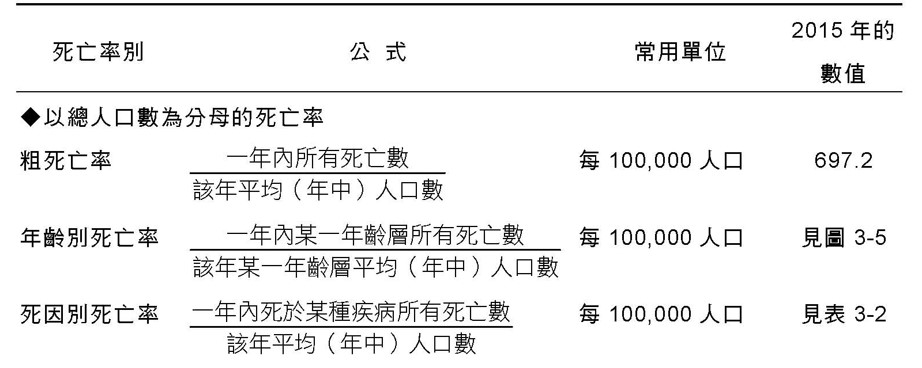 死亡率別 公 式 常用單位 2015 年的數值
◆以總人口數為分母的死亡率
粗死亡率 一年內所有死亡數 每 100,000 人口 697.2
該年平均（年中）人口數
年齡別死亡率 一年內某一年齡層所有死亡數 每 100,000 人口 見圖 3-5
該年某一年齡層平均（年中）人口數
死因別死亡率 一年內死於某種疾病所有死亡數 每 100,000 人口 見表 3-2
該年平均（年中）人口數